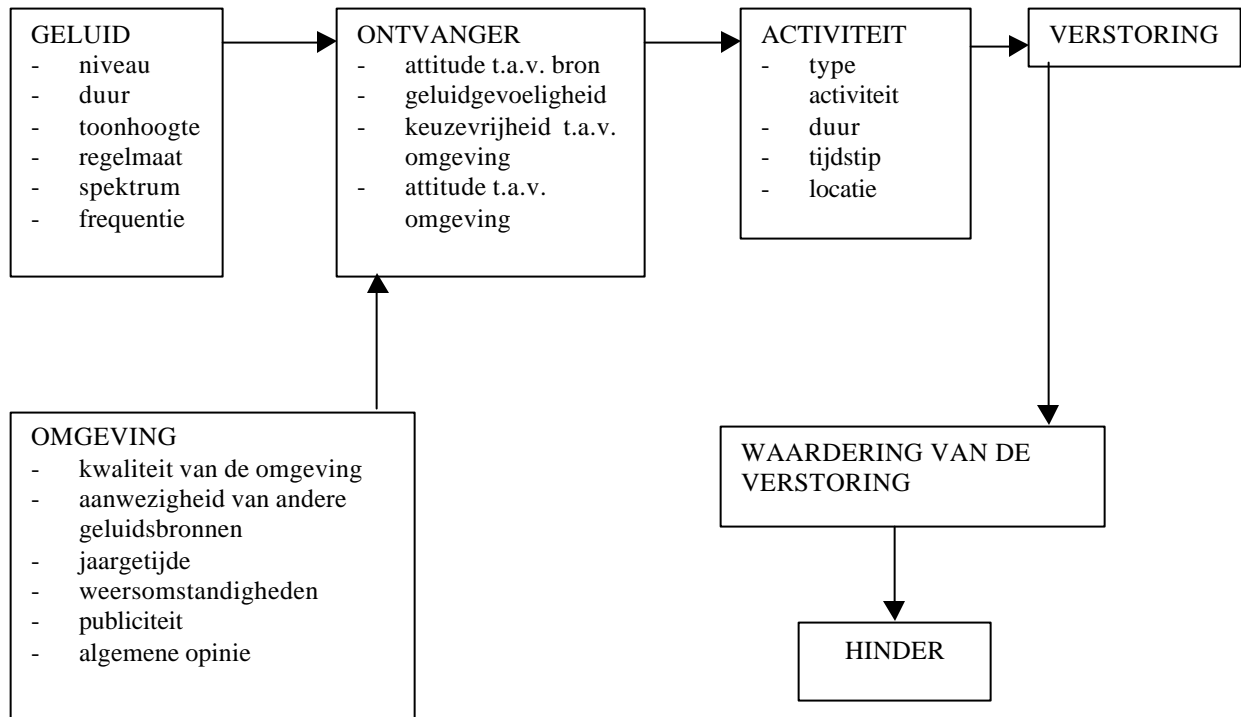 GELUID
- niveau
- duur
- toonhoogte
- regelmaat
- spektrum
- frequentie
ONTVANGER
- attitude t.a.v. bron
- geluidgevoeligheid
- keuzevrijheid t.a.v.
omgeving
- attitude t.a.v.
omgeving
ACTIVITEIT
- type
activiteit
- duur
- tijdstip
- locatie
VERSTORING
OMGEVING
- kwaliteit van de omgeving
- aanwezigheid van andere
geluidsbronnen
- jaargetijde
- weersomstandigheden
- publiciteit
- algemene opinie
WAARDERING VAN DE
VERSTORING
HINDER